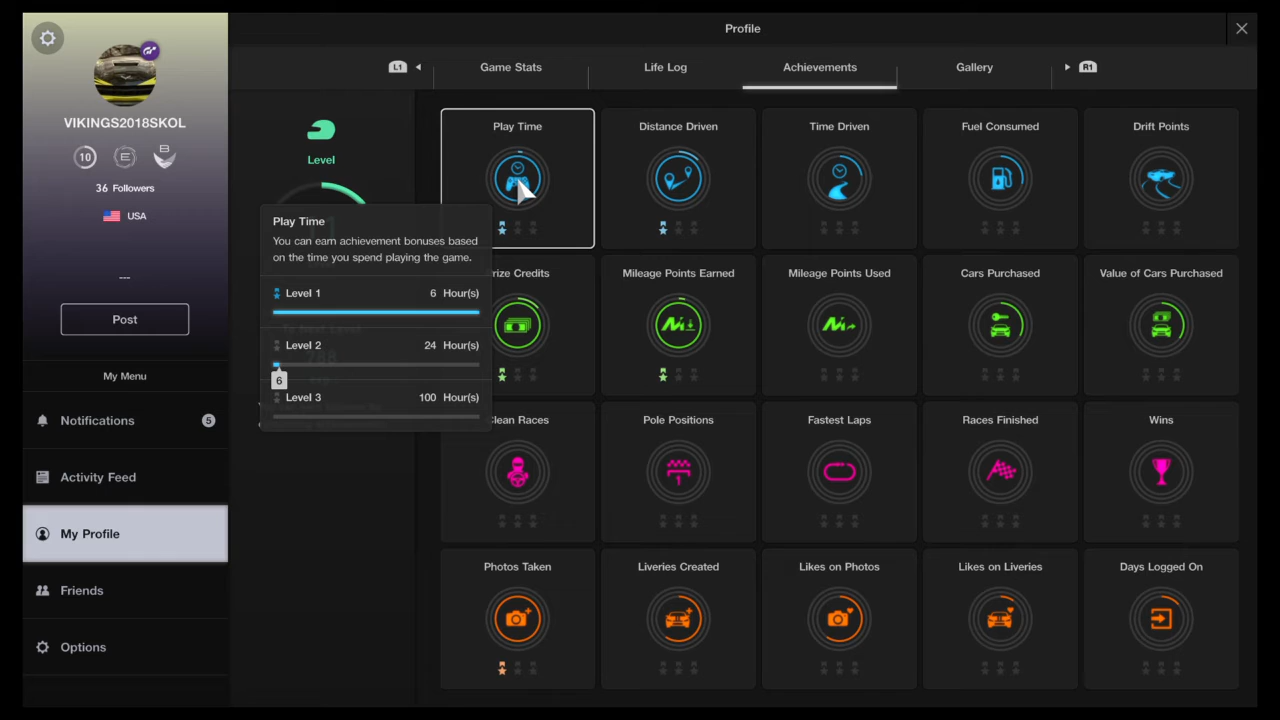 Profile
L1
Game Stats
Life Log
Achievements
Gallery
R1
VIKINGS2018SKOL
10
E
B
36 Followers
USA
---
Post
My Menu
Notifications
5
Activity Feed
My Profile
Friends
Options
Level
Play Time
You can earn achievement bonuses based
on the time you spend playing the game.
Level 1 6 Hour(s)
Level 2 24 Hour(s)
6
Level 3 100 Hour(s)
Play Time
Distance Driven
Time Driven
Fuel Consumed
Drift Points
rize Credits
Mileage Points Earned
Mileage Points Used
Cars Purchased
Value of Cars Purchased
Clean Races
Pole Positions
Fastest Laps
Races Finished
Wins
Photos Taken
Liveries Created
Likes on Photos
Likes on Liveries
Days Logged On